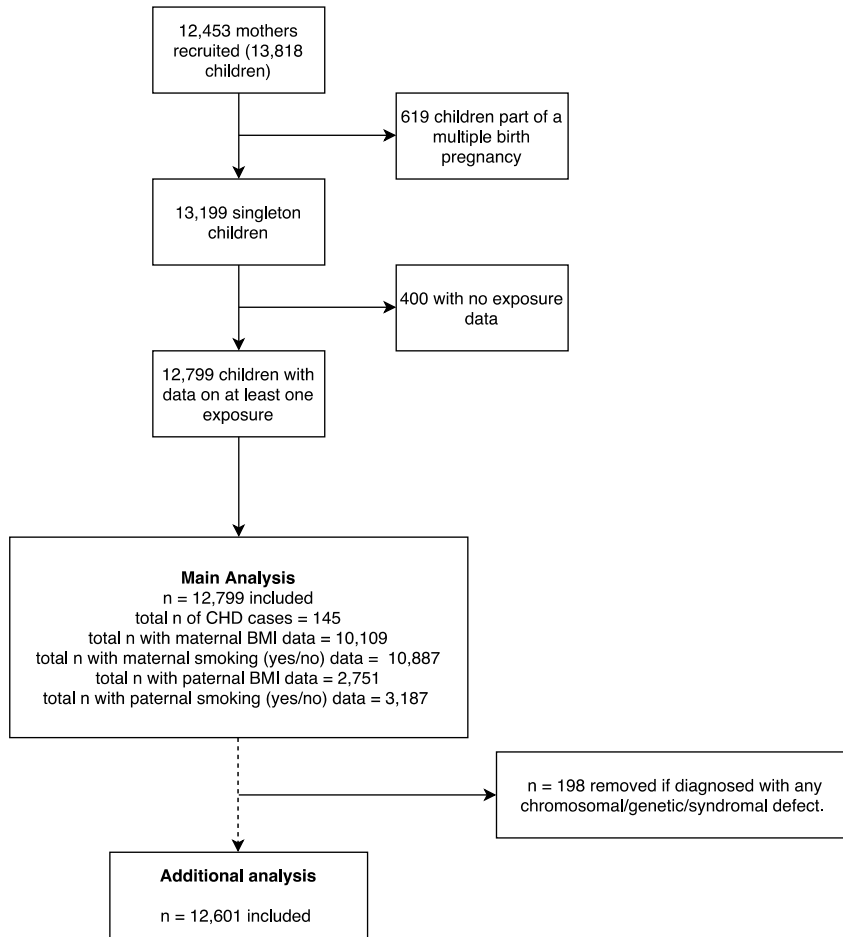 12,453 mothers
recruited (13,818
children)
619 children part of a
multiple birth
pregnancy
13,199 singleton
children
400 with no exposure
data
12,799 children with
data on at least one
exposure
Main Analysis
n = 12,799 included
total n of CHD cases = 145
total n with maternal BMI data = 10,109
total n with maternal smoking (yes/no) data = 10,887
total n with paternal BMI data = 2,751
total n with paternal smoking (yes/no) data = 3,187
n = 198 removed if diagnosed with any
chromosomal/genetic/syndromal defect.
Additional analysis
n = 12,601 included